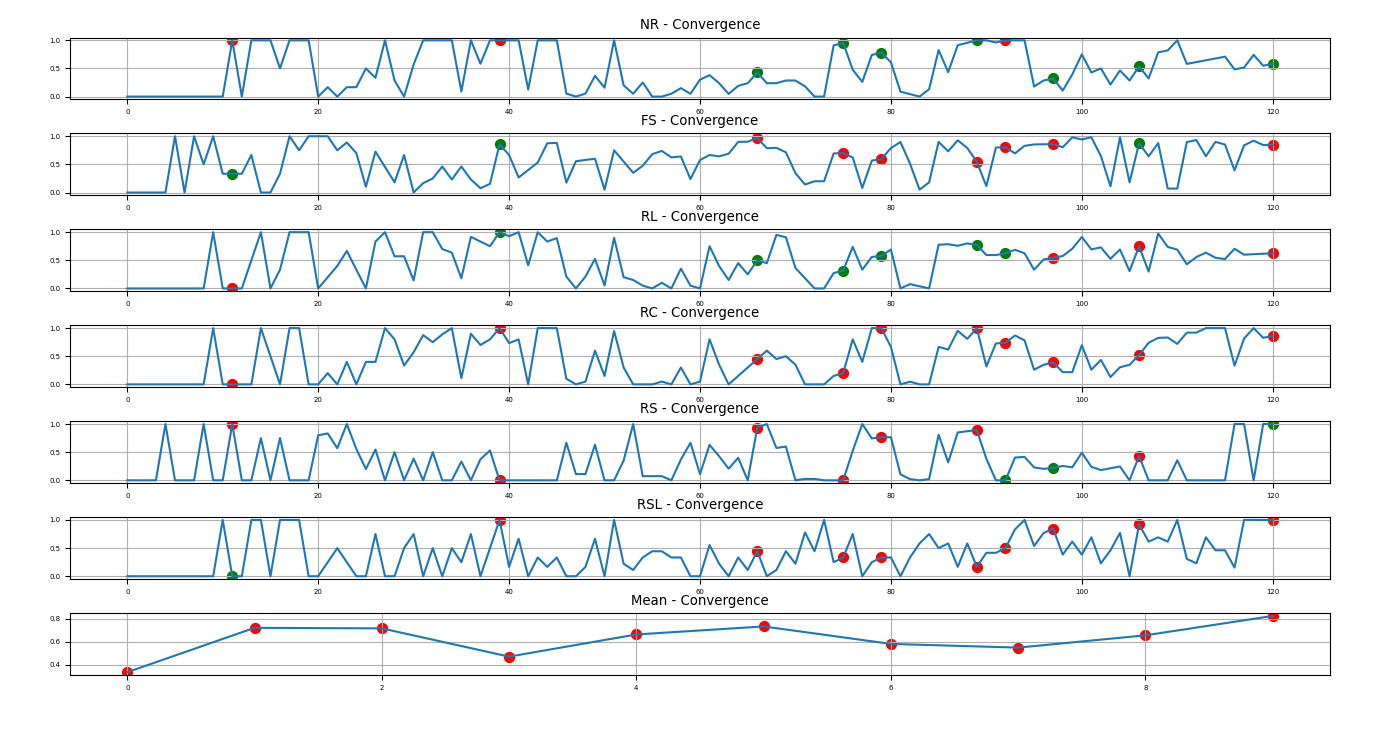 NR - Convergence
1.0
0.5
0.0
0 20 40 60 80 100 120
FS - Convergence
1.0
0.5
0.0
0 20 40 60 80 100 120
RL - Convergence
1.0
0.5
0.0
0 20 40 60 80 100 120
RC - Convergence
1.0
0.5
0.0
0 20 40 60 80 100 120
RS - Convergence
1.0
0.5
0.0
0 20 40 60 80 100 120
RSL - Convergence
1.0
0.5
0.0
0 20 40 60 80 100 120
Mean - Convergence
0.8
0.6
0.4
0 2 4 6 8